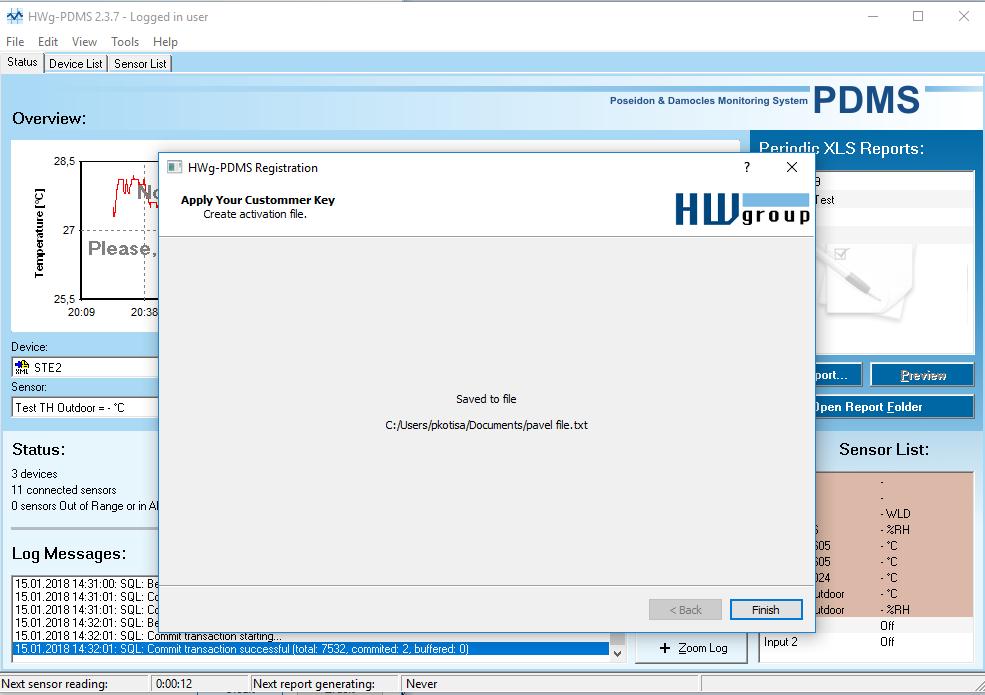 HWg-PDMS 2.3.7 - Logged in user
File Edit View Tools Help
Status Device List Sensor List
Poseidon & Damocles Monitoring System PDMS
Overview:
Periodic XLS Reports:
28,5
27
25,5
Temperature [°C]
20:09 20:38
No
Please,
Test
HWg-PDMS Registration
?
Apply Your Custommer Key
Create activation file.
HW group
Saved to file
C:/Users/pkotisa/Documents/pavel file.txt
< Back Finish
Device:
XML STE2
Sensor:
Test TH Outdoor = - °C
port... Preview
Open Report Folder
Status:
3 devices
11 connected sensors
0 sensors Out of Range or in Al
Sensor List:
-
-
- WLD
- %RH
605 - °C
605 - °C
024 - °C
utdoor - °C
utdoor - %RH
Off
Input 2 Off
Log Messages:
15.01.2018 14:31:00: SQL: Be
15.01.2018 14:31:01: SQL: Co
15.01.2018 14:31:01: SQL: Co
15.01.2018 14:32:01: SQL: Be
15.01.2018 14:32:01: SQL: Commit transaction starting...
15.01.2018 14:32:01: SQL: Commit transaction successful (total: 7532, commited: 2, buffered: 0)
+ Zoom Log
Next sensor reading: 0:00:12 Next report generating: Never